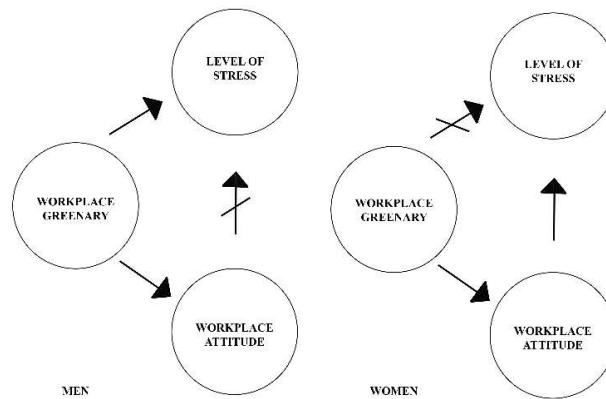 LEVEL OF
STRESS
WORKPLACE
GREENARY
WORKPLACE
ATTITUDE
MEN
LEVEL OF
STRESS
WORKPLACE
GREENARY
WORKPLACE
ATTITUDE
WOMEN